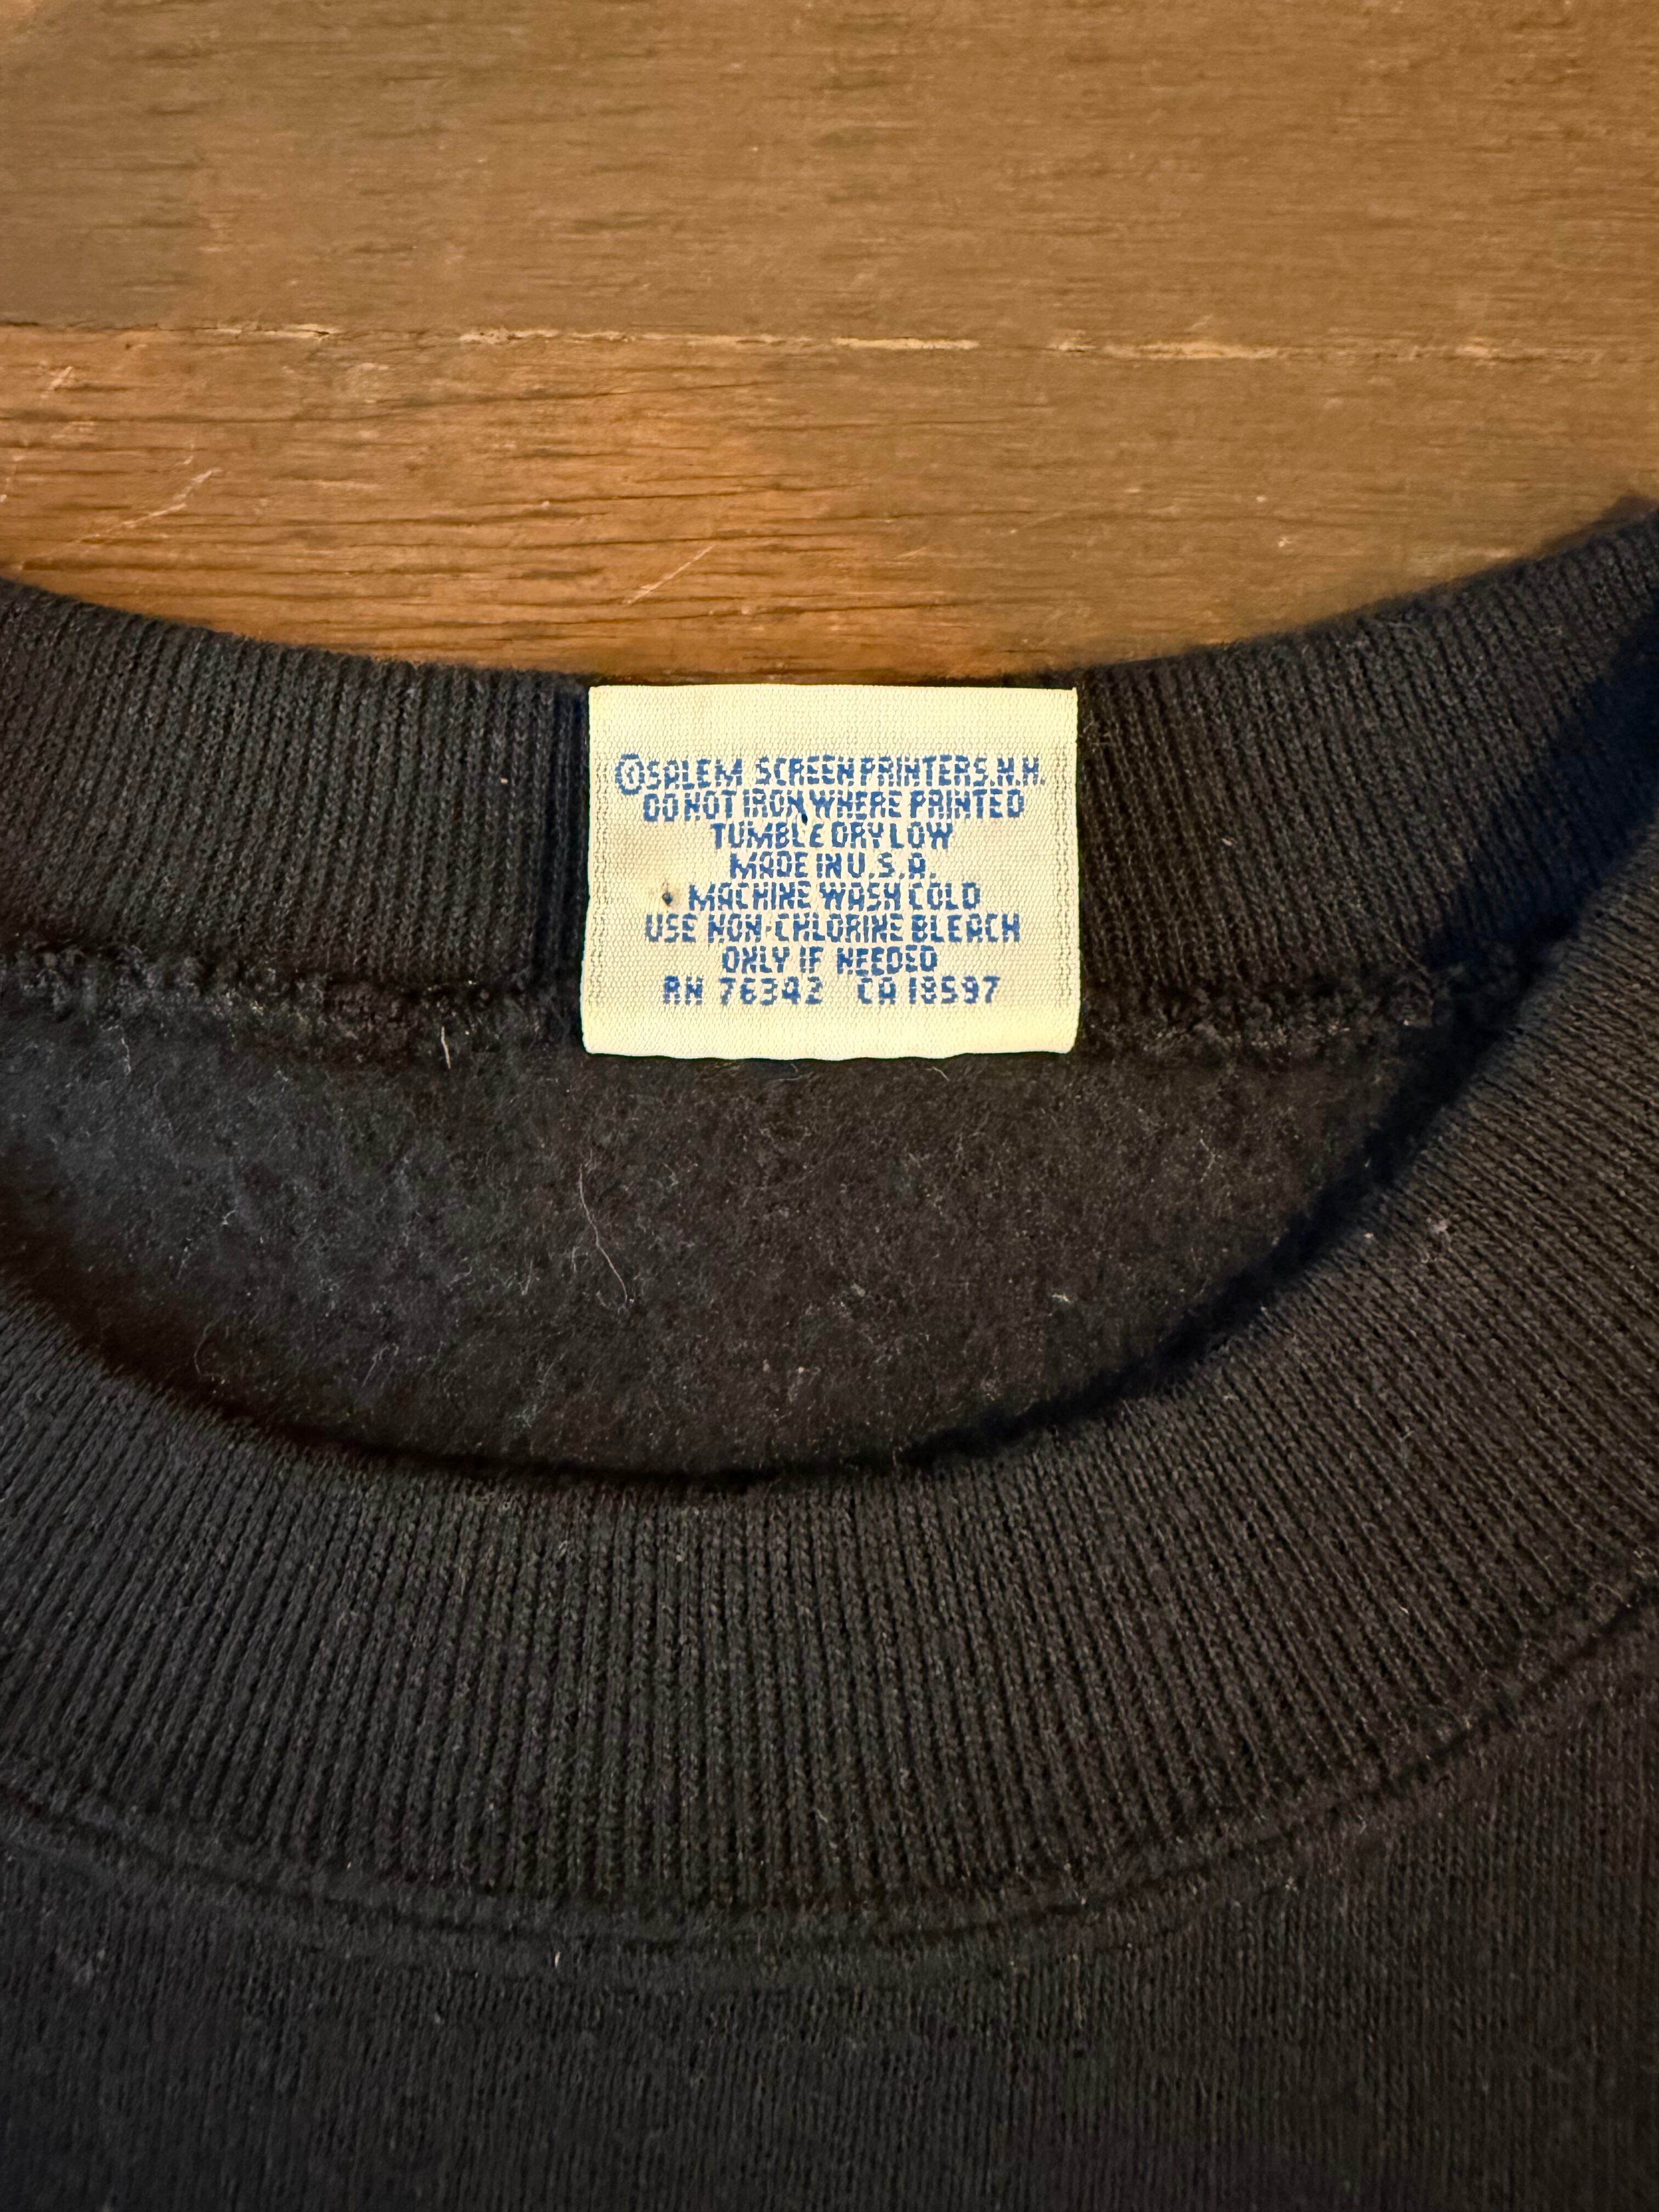 ©SALEM SCREEN PRINTERS, N.H.
DO NOT IRON WHERE PRINTED
TUMBLE DRY LOW
MADE IN U.S.A.
MACHINE WASH COLD
USE NON-CHLORINE BLEACH
ONLY IF NEEDED
RN 76342 CA 18597